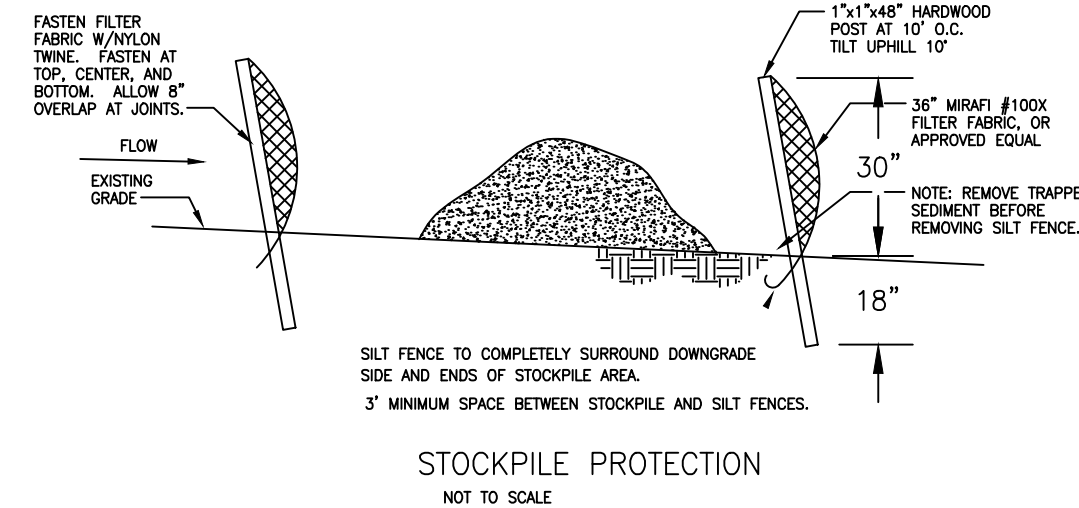 FASTEN FILTER
FABRIC W/NYLON
TWINE. FASTEN AT
TOP, CENTER, AND
BOTTOM. ALLOW 8"
OVERLAP AT JOINTS.
FLOW
EXISTING
GRADE
1"x1"x48" HARDWOOD
POST AT 10' O.C.
TILT UPHILL 10°
36" MIRAFI #100X
FILTER FABRIC, OR
APPROVED EQUAL
30"
NOTE: REMOVE TRAPPE
SEDIMENT BEFORE
REMOVING SILT FENCE.
18"
SILT FENCE TO COMPLETELY SURROUND DOWNGRADE
SIDE AND ENDS OF STOCKPILE AREA.
3' MINIMUM SPACE BETWEEN STOCKPILE AND SILT FENCES.
STOCKPILE PROTECTION
NOT TO SCALE